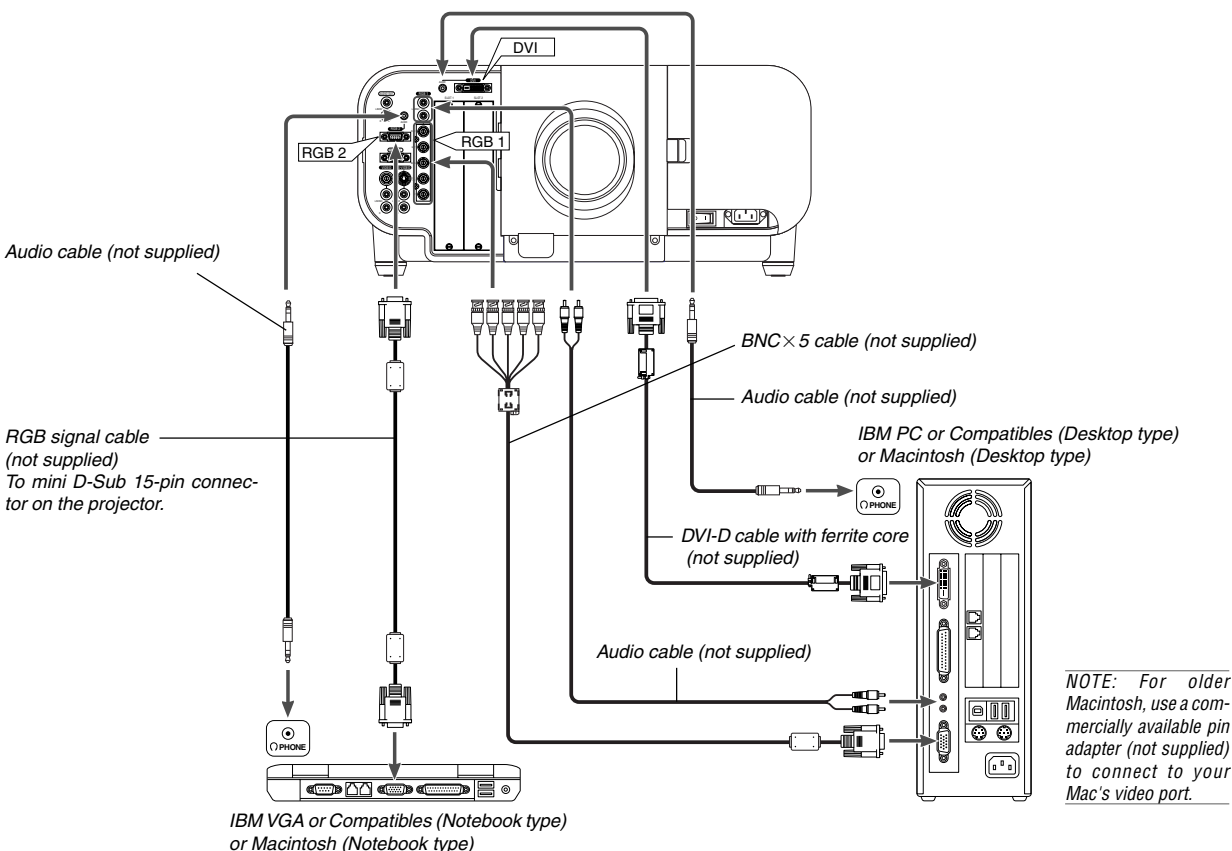 DVI
RGB 2
RGB 1
Audio cable (not supplied)
BNC×5 cable (not supplied)
Audio cable (not supplied)
RGB signal cable
(not supplied)
To mini D-Sub 15-pin connec-
tor on the projector.
IBM PC or Compatibles (Desktop type)
or Macintosh (Desktop type)
PHONE
DVI-D cable with ferrite core
(not supplied)
Audio cable (not supplied)
NOTE: For older
Macintosh, use a com-
mercially available pin
adapter (not supplied)
to connect to your
Mac's video port.
PHONE
IBM VGA or Compatibles (Notebook type)
or Macintosh (Notebook type)